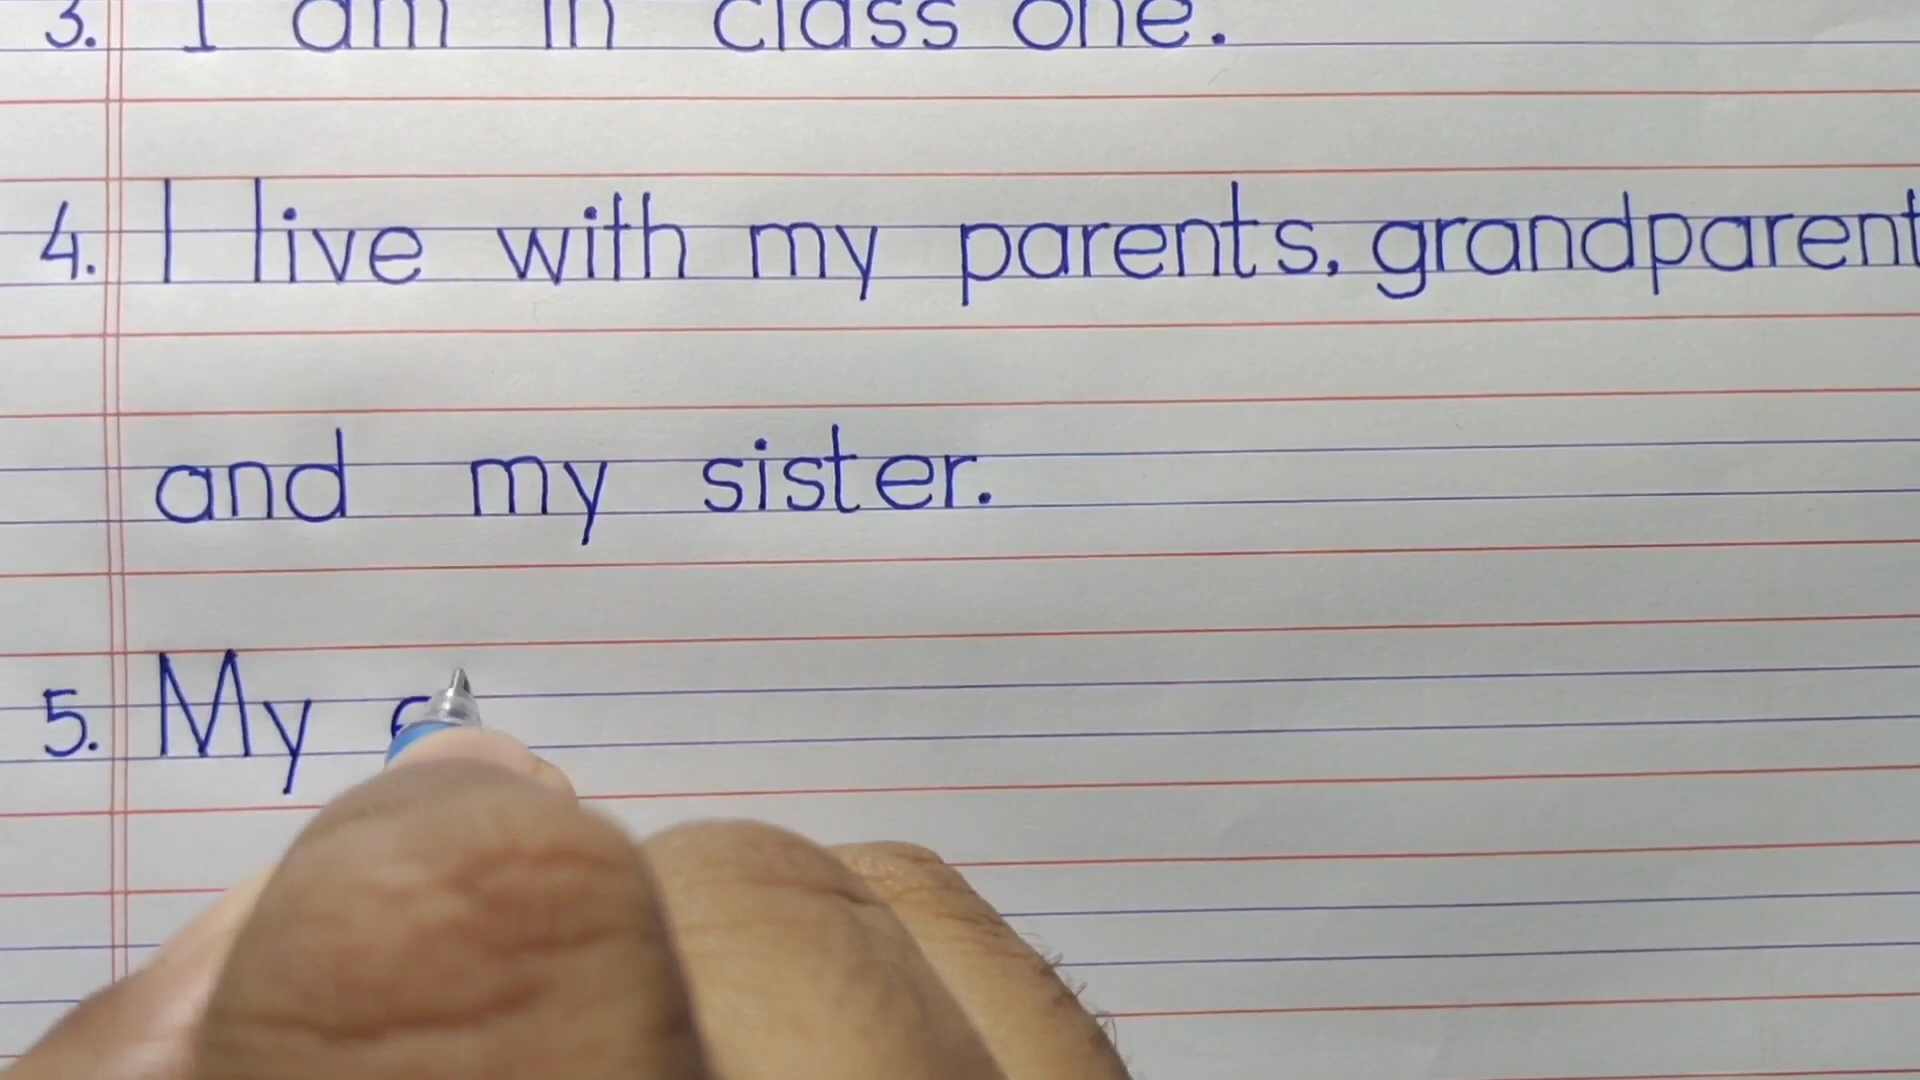 3. I am in class one.
4. I live with my parents, grandparent
and my sister.
5. My